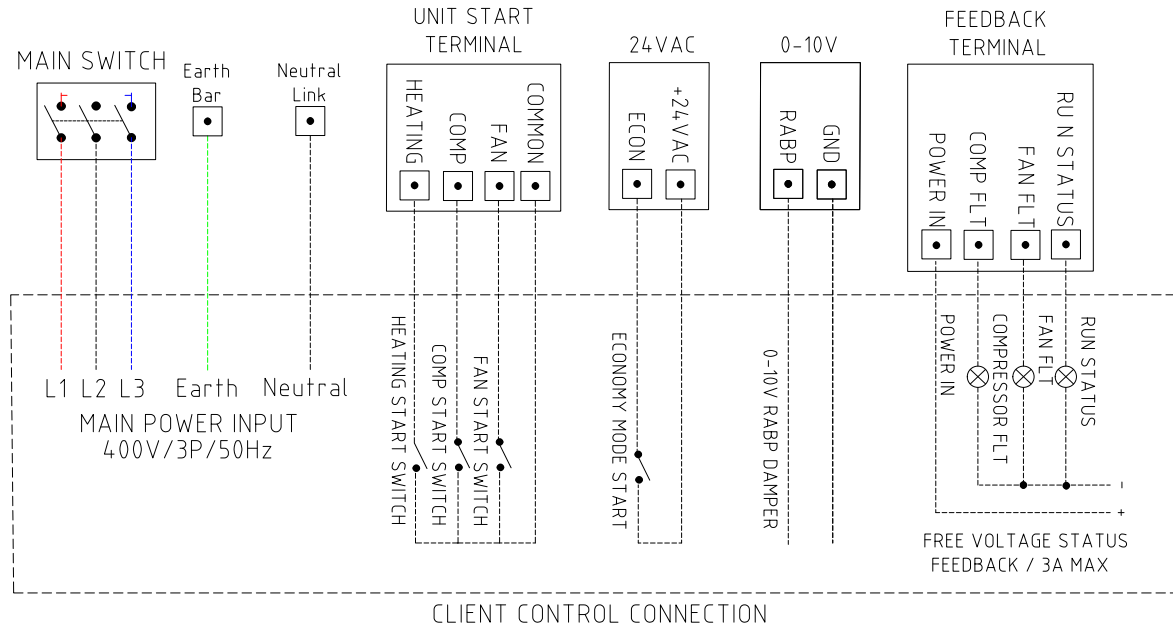 UNIT START
TERMINAL
FEEDBACK
TERMINAL
MAIN SWITCH
Earth
Bar
Neutral
Link
24VAC
0-10V
HEATING
COMP
FAN
COMMON
ECON
+24VAC
RABP
GND
POWER IN
COMP FLT
FAN FLT
RUN STATUS
L1 L2 L3 Earth Neutral
MAIN POWER INPUT
400V/3P/50Hz
HEATING START SWITCH
COMP START SWITCH
FAN START SWITCH
ECONOMY MODE START
0-10V RABP DAMPER
POWER IN
COMPRESSOR FLT
FAN FLT
RUN STATUS
-
+
FREE VOLTAGE STATUS
FEEDBACK / 3A MAX
CLIENT CONTROL CONNECTION